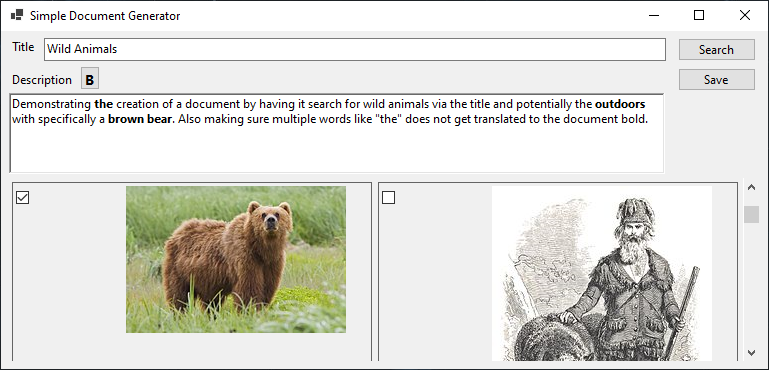 Simple Document Generator
Title Wild Animals Search
Description B Save
Demonstrating the creation of a document by having it search for wild animals via the title and potentially the outdoors
with specifically a brown bear. Also making sure multiple words like "the" does not get translated to the document bold.